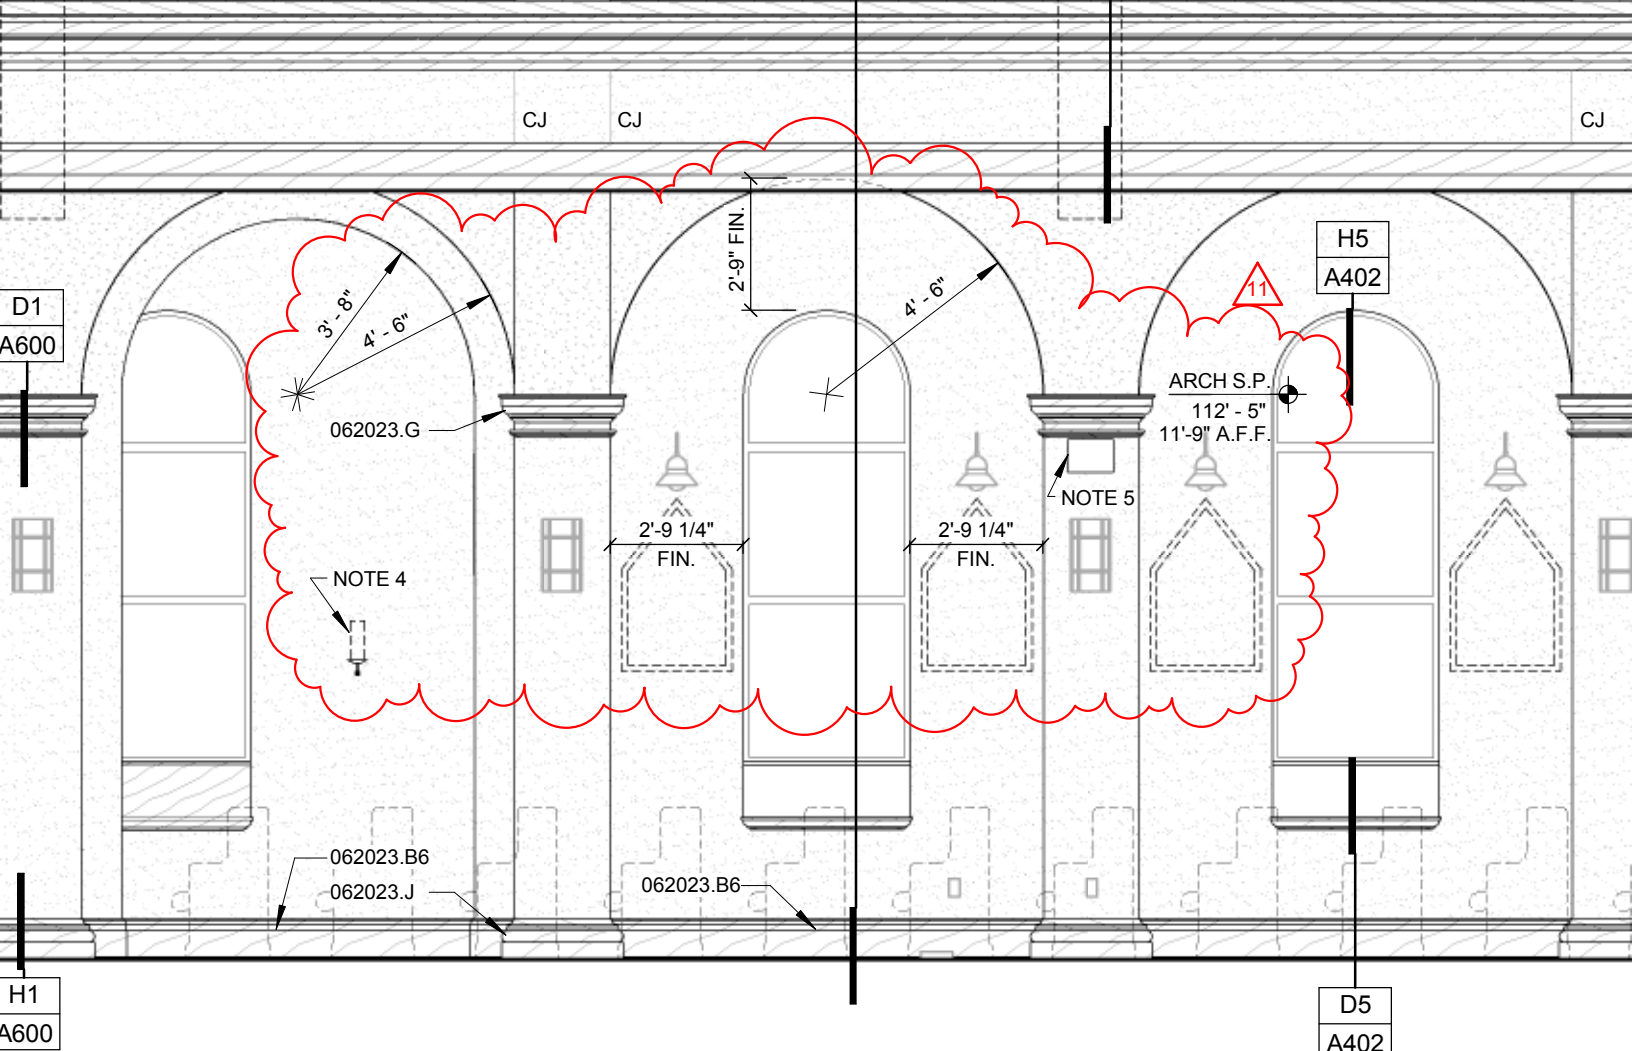 CJ
CJ
CJ
2'-9" FIN.
H5
A402
11
D1
A600
3' - 8"
4' - 6"
4' - 6"
ARCH S.P.
112' - 5"
11'-9" A.F.F.
062023.G
NOTE 5
2'-9 1/4"
FIN.
2'-9 1/4"
FIN.
NOTE 4
062023.B6
062023.J
062023.B6
H1
A600
D5
A402